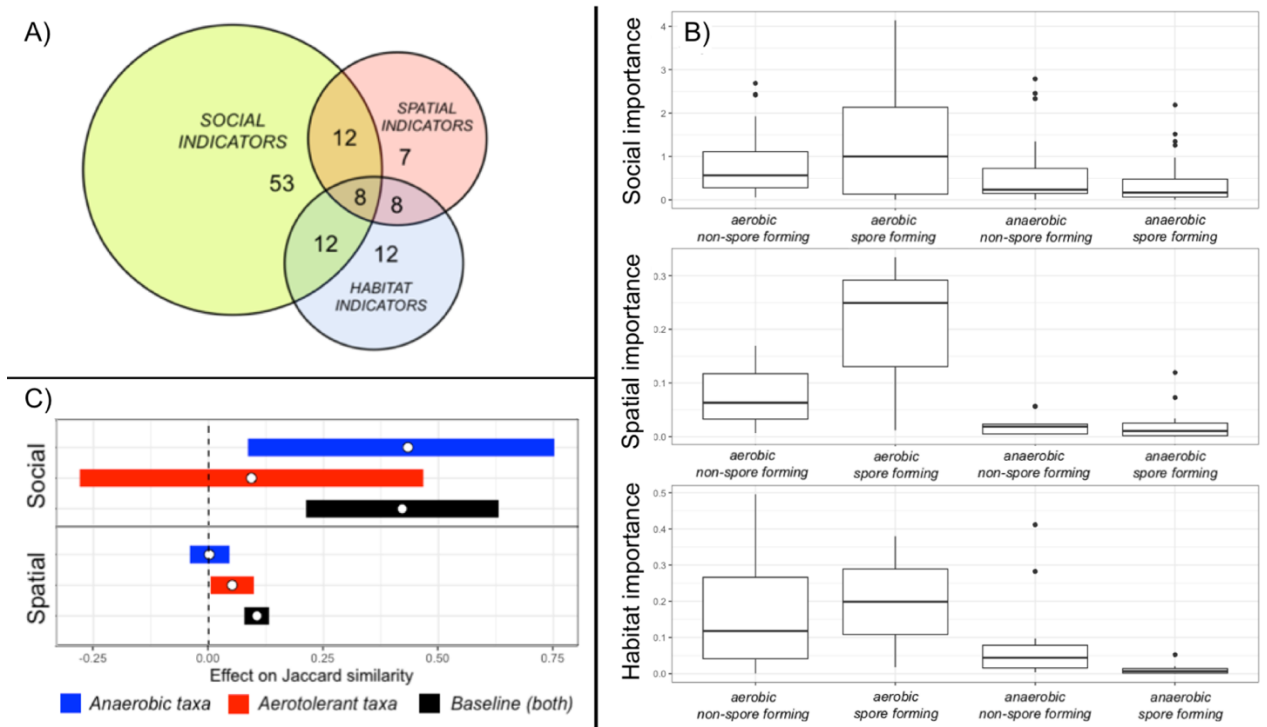 A)
SOCIAL
INDICATORS
SPATIAL
INDICATORS
12
7
53
8
8
12
12
HABITAT
INDICATORS
B)
Social importance
4
3
2
1
0
aerobic
non-spore forming
aerobic
spore forming
anaerobic
non-spore forming
anaerobic
spore forming
Spatial importance
0.3
0.2
0.1
0.0
aerobic
non-spore forming
aerobic
spore forming
anaerobic
non-spore forming
anaerobic
spore forming
Habitat importance
0.5
0.4
0.3
0.2
0.1
0.0
aerobic
non-spore forming
aerobic
spore forming
anaerobic
non-spore forming
anaerobic
spore forming
C)
Social
Spatial
-0.25
0.00
0.25
0.50
0.75
Effect on Jaccard similarity
Anaerobic taxa
Aerotolerant taxa
Baseline (both)